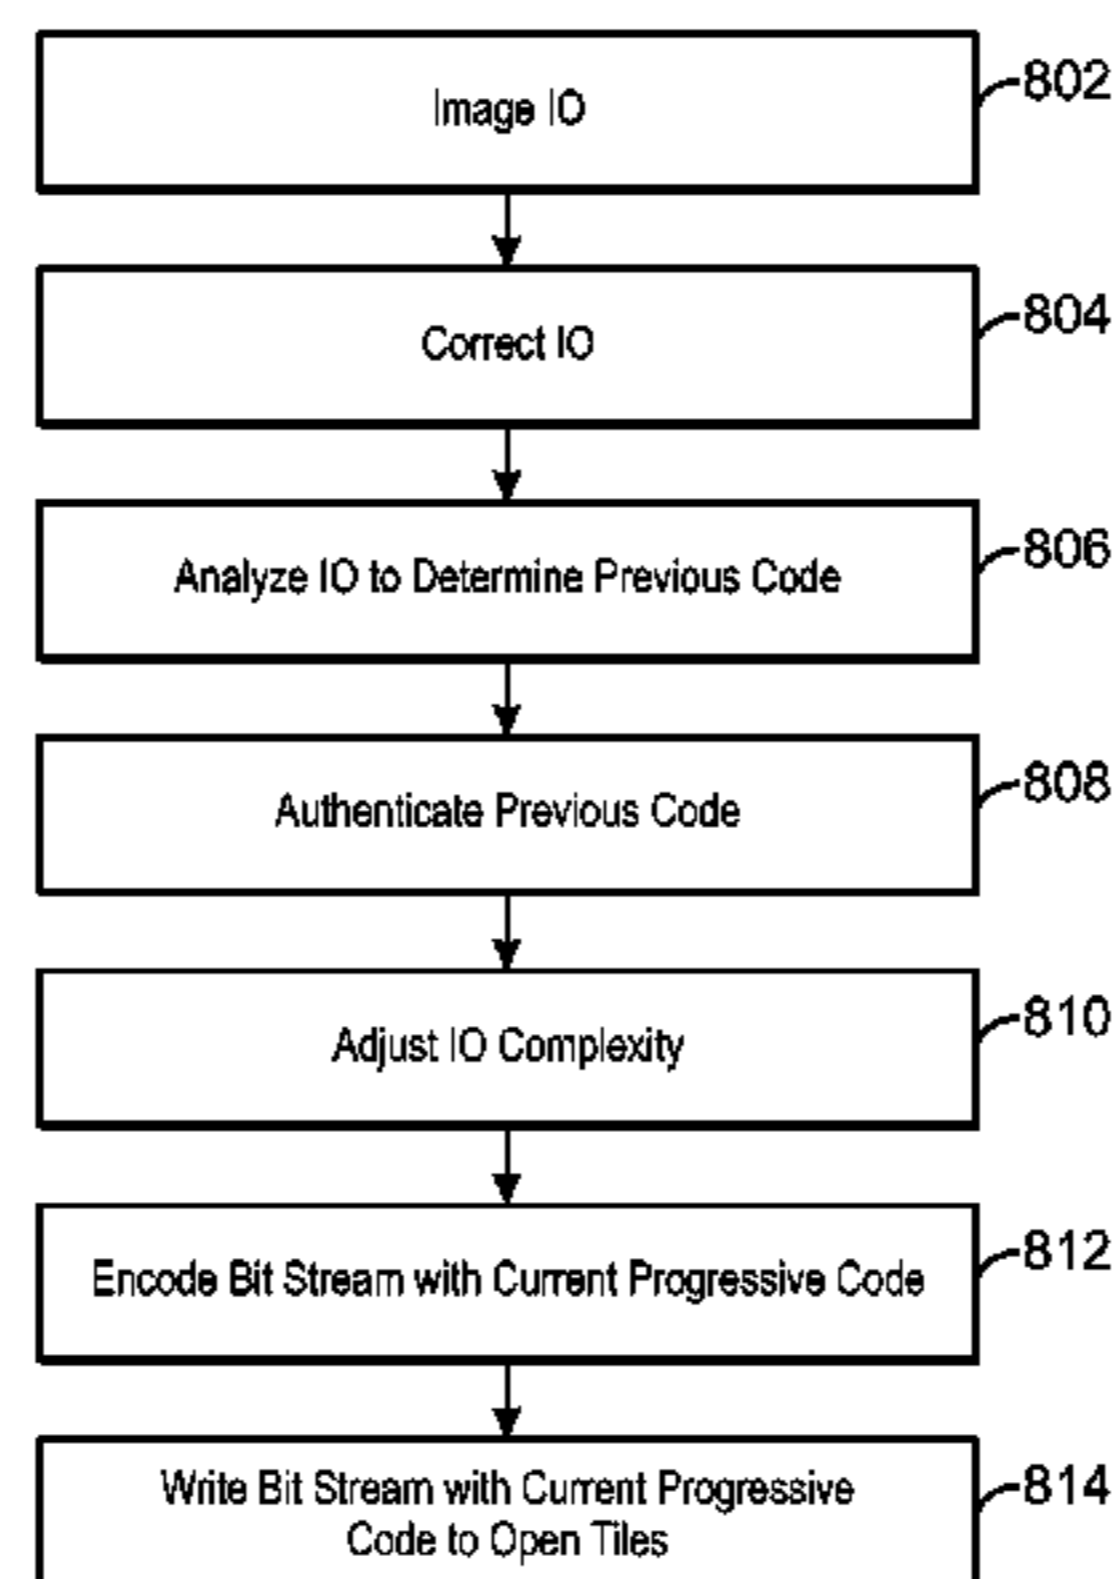 Image IO
802
Correct IO
804
Analyze IO to Determine Previous Code
806
Authenticate Previous Code
808
Adjust IO Complexity
810
Encode Bit Stream with Current Progressive Code
812
Write Bit Stream with Current Progressive
Code to Open Tiles
814